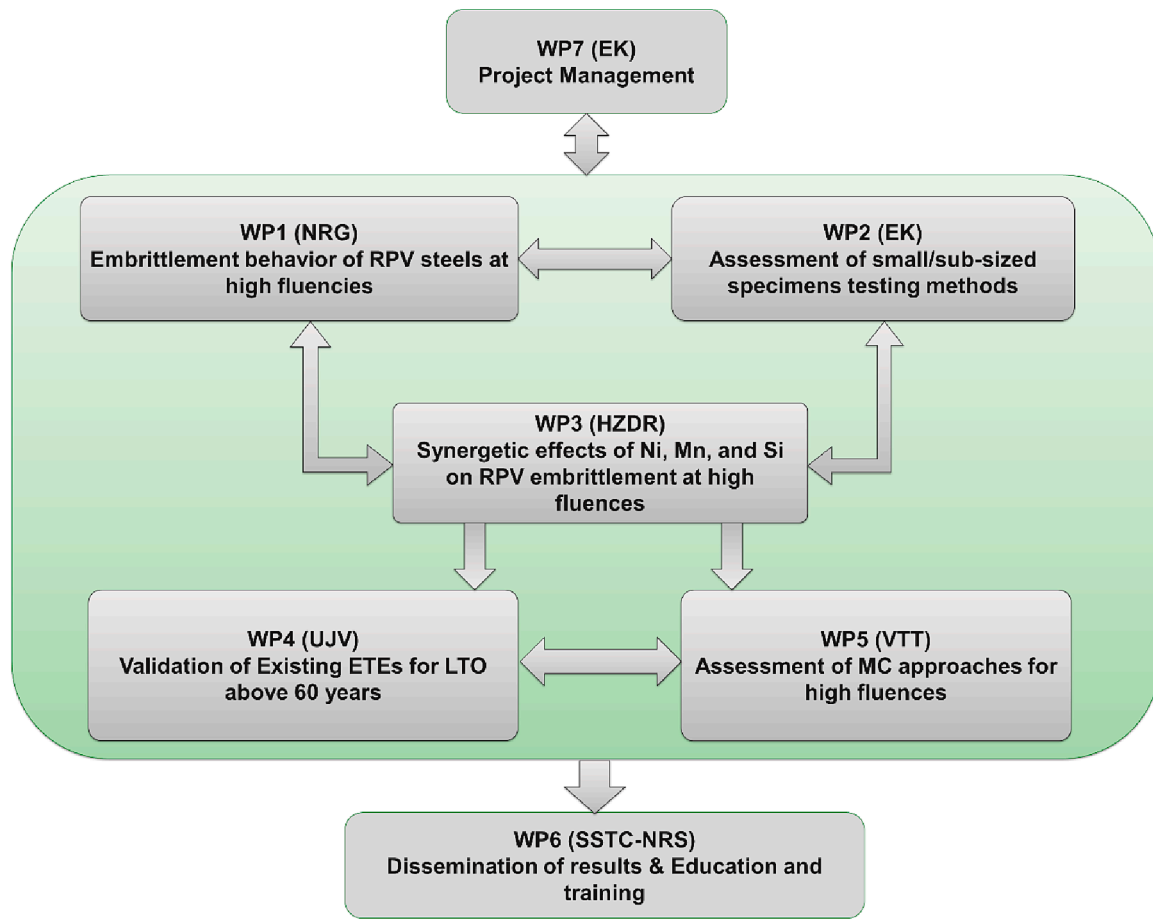 WP7 (EK)
Project Management
WP1 (NRG)
Embrittlement behavior of RPV steels at
high fluencies
WP2 (EK)
Assessment of small/sub-sized
specimens testing methods
WP3 (HZDR)
Synergetic effects of Ni, Mn, and Si
on RPV embrittlement at high
fluences
WP4 (UJV)
Validation of Existing ETEs for LTO
above 60 years
WP5 (VTT)
Assessment of MC approaches for
high fluences
WP6 (SSTC-NRS)
Dissemination of results & Education and
training